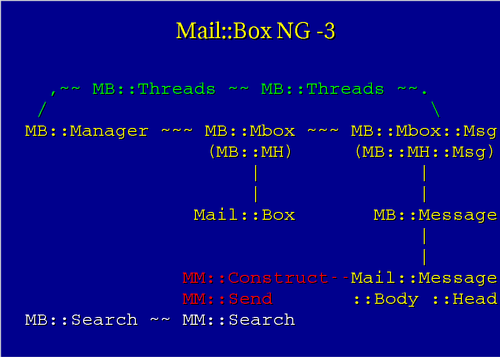 Mail::Box NG -3
,~~ MB::Threads ~~ MB::Threads ~~.
/ \
MB::Manager ~~~ MB::Mbox ~~~ MB::Mbox::Msg
(MB::MH) (MB::MH::Msg)
| |
| |
Mail::Box MB::Message
|
|
MM::Construct--Mail::Message
MM::Send ::Body ::Head
MB::Search ~~ MM::Search